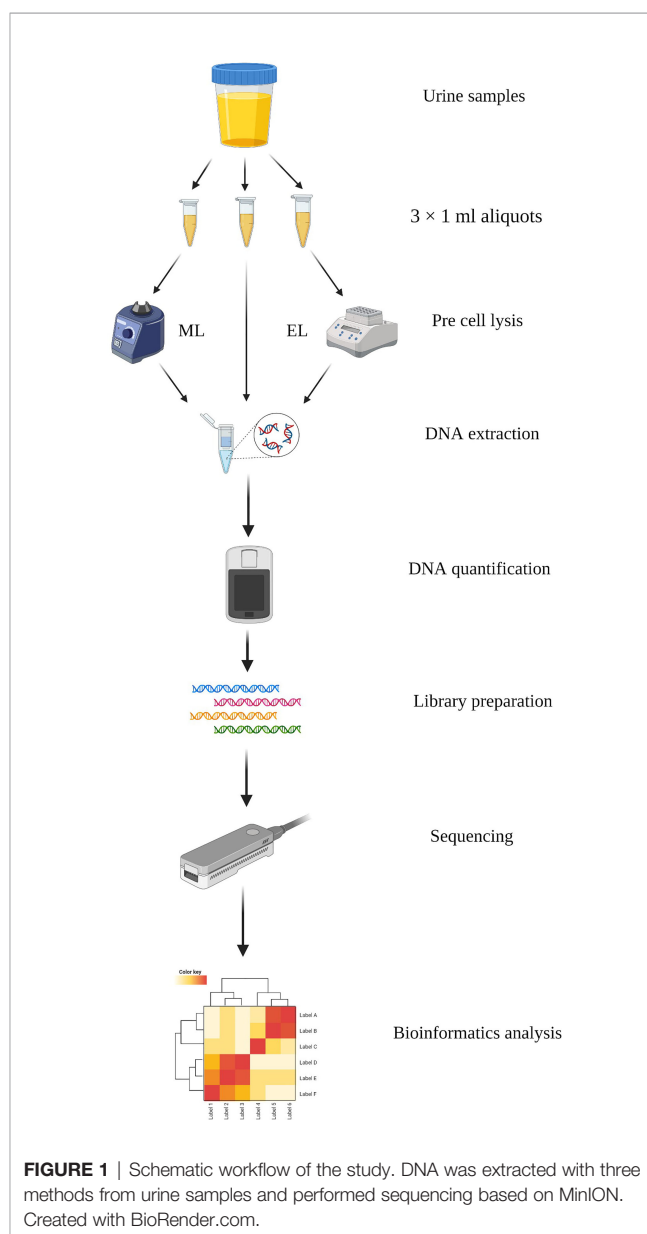 Urine samples
3 × 1 ml aliquots
ML
EL
Pre cell lysis
DNA extraction
DNA quantification
Library preparation
Sequencing
Color key
Label A
Label B
Label C
Label D
Label E
Label F
Label 1
Label 2
Label 3
Label 4
Label 5
Label 6
Bioinformatics analysis
FIGURE 1 | Schematic workflow of the study. DNA was extracted with three
methods from urine samples and performed sequencing based on MinION.
Created with BioRender.com.